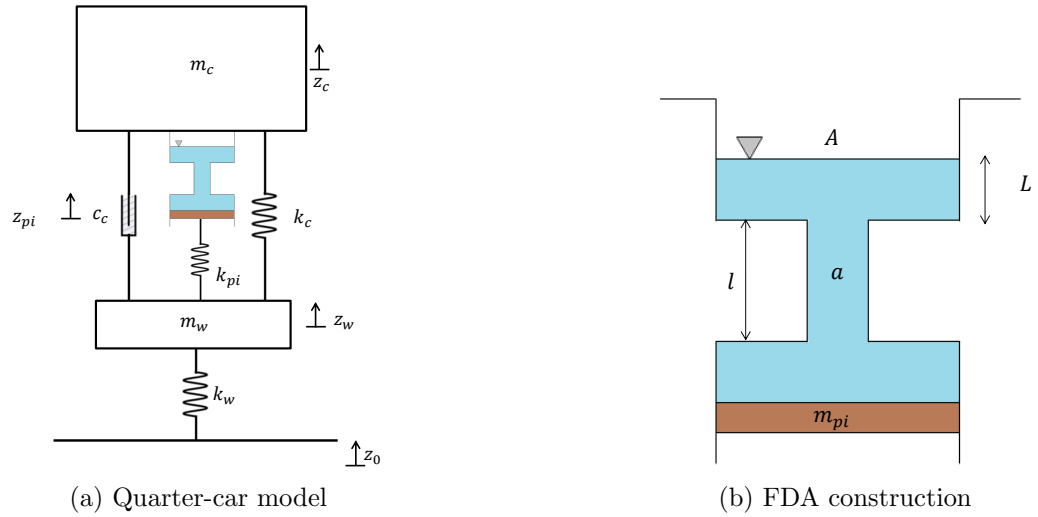 m_c
z_c
z_pi
c_c
k_c
k_pi
m_w
z_w
k_w
z_0
(a) Quarter-car model
A
L
l
a
m_pi
(b) FDA construction